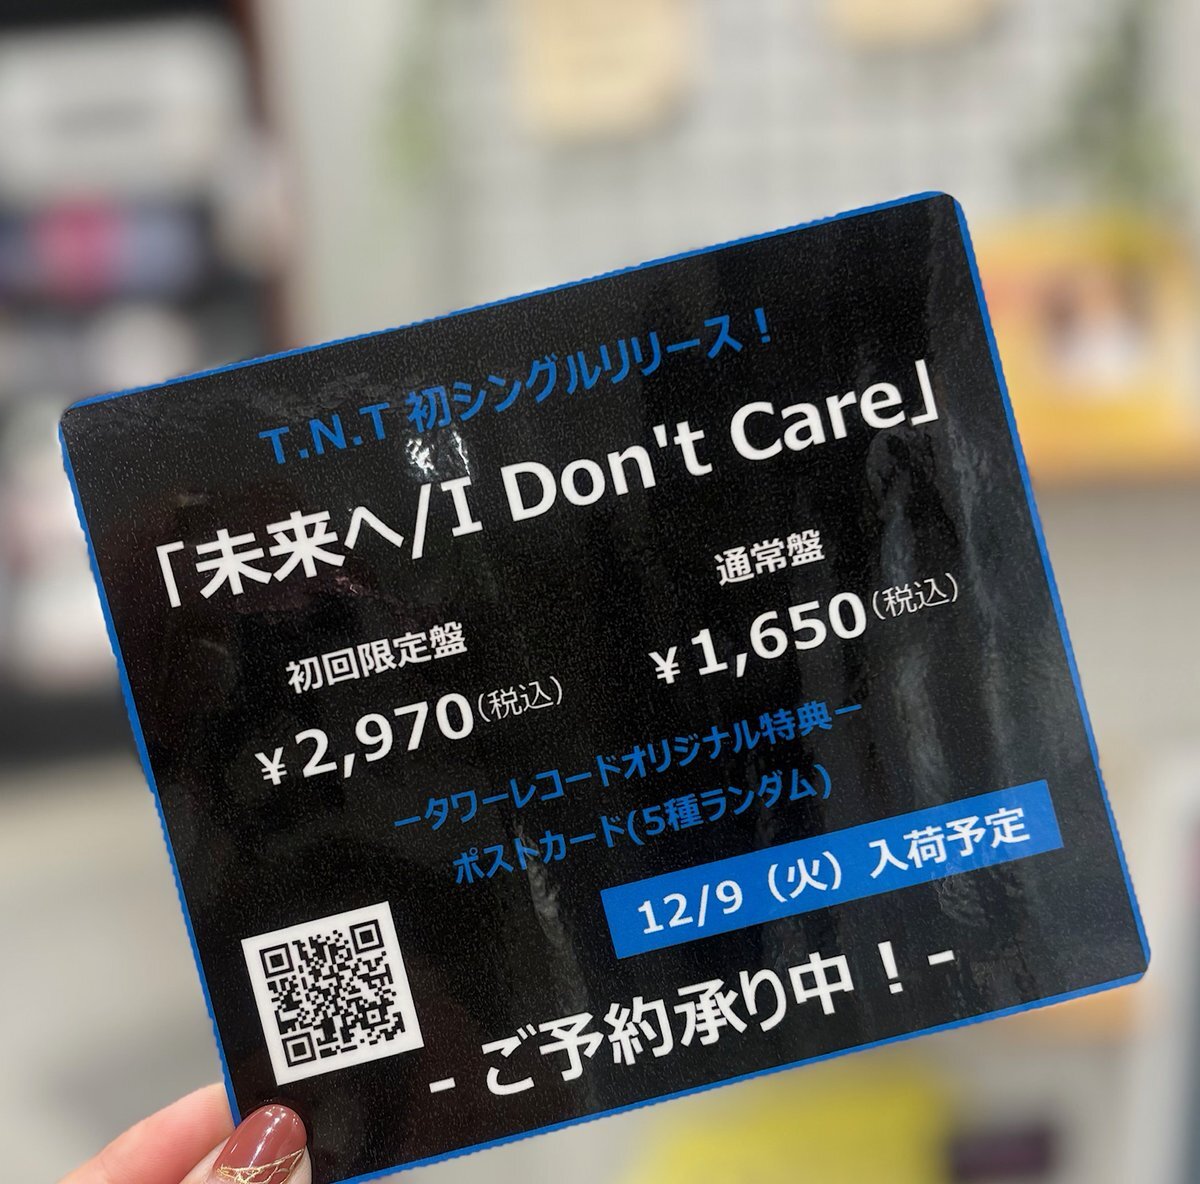 T.N.T 初シングルリリース！
「未来へ/I Don't Care」
初回限定盤
¥2,970(税込)
通常盤
¥1,650(税込)
ータワーレコードオリジナル特典ー
ポストカード(5種ランダム)
12/9（火）入荷予定
- ご予約承り中！-